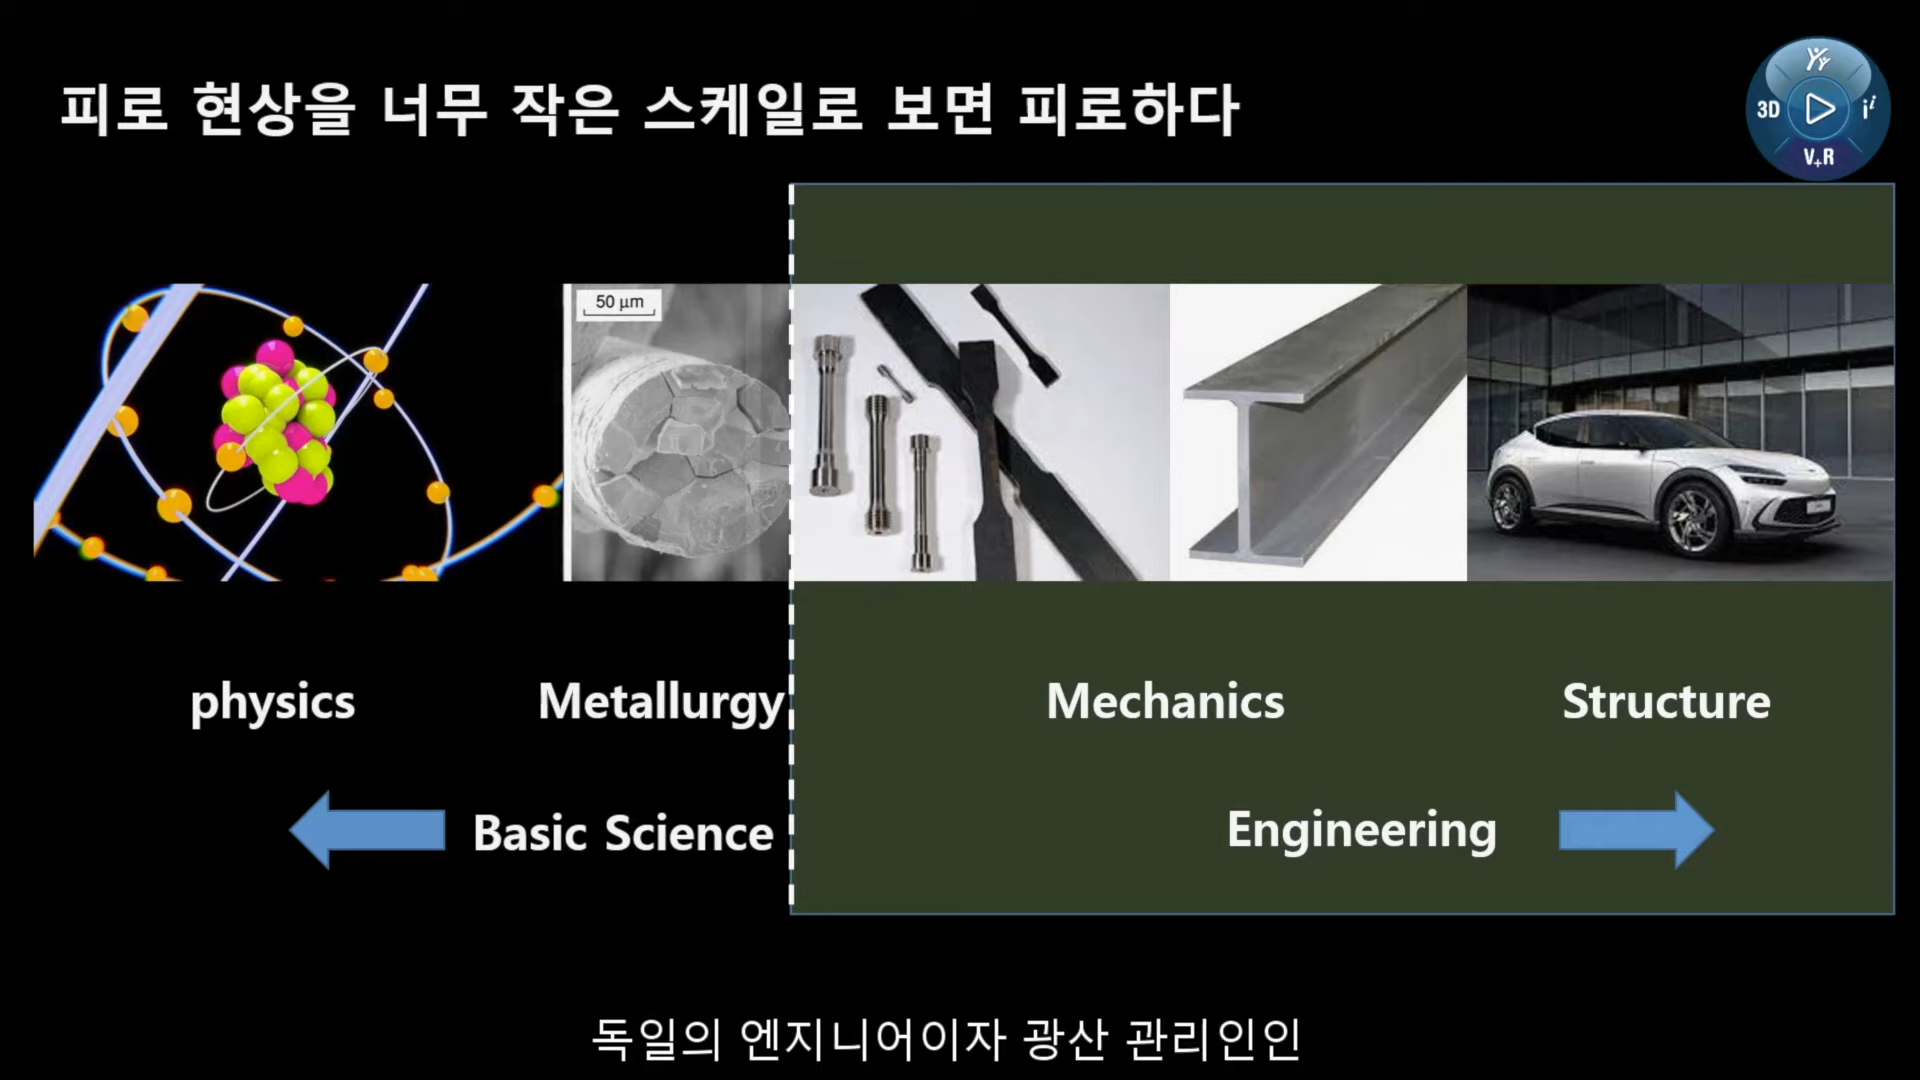 피로 현상을 너무 작은 스케일로 보면 피로하다
3D
i
V+R
50 µm
physics
Metallurgy
Mechanics
Structure
Basic Science
Engineering
독일의 엔지니어이자 광산 관리인인